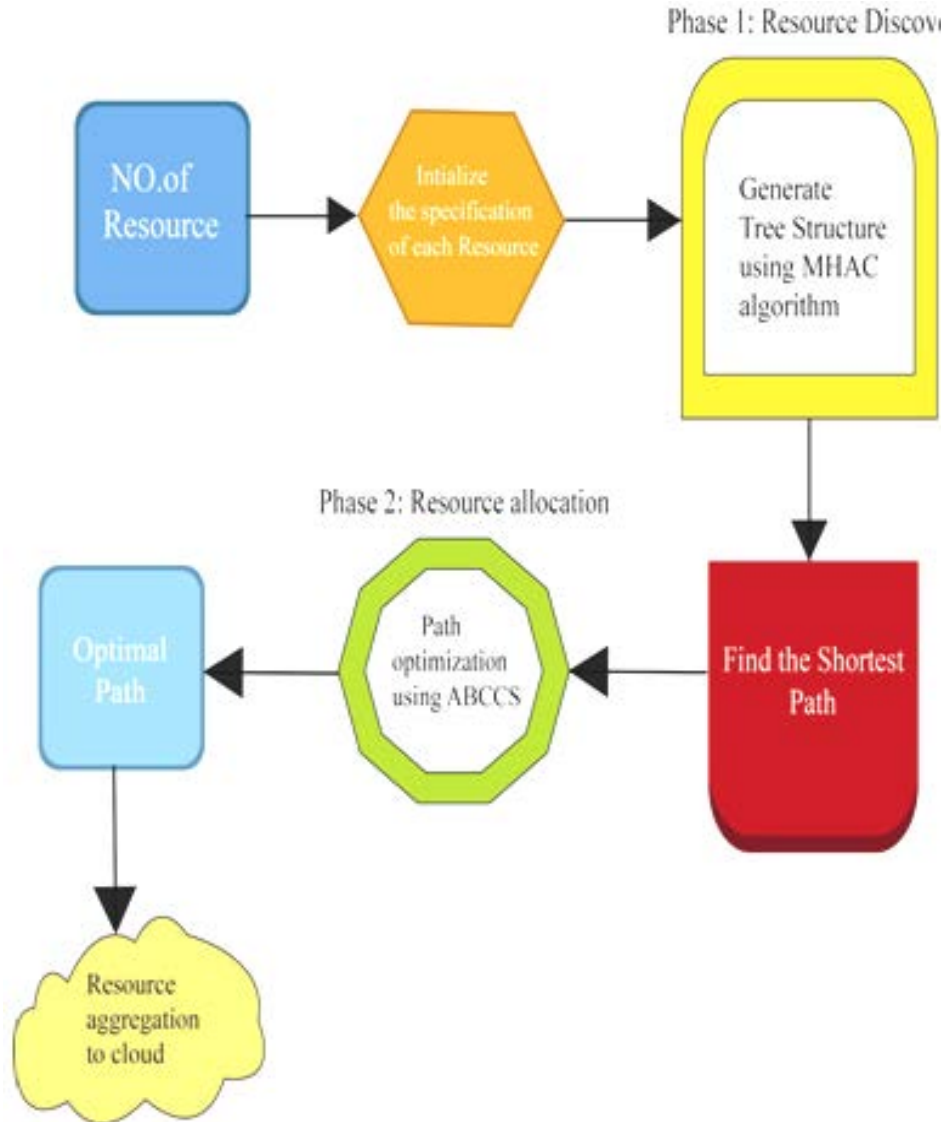 Phase 1: Resource Discove
NO.of
Resource
Intialize
the specification
of each Resource
Generate
Tree Structure
using MHAC
algorithm
Phase 2: Resource allocation
Find the Shortest
Path
Path
optimization
using ABCCS
Optimal
Path
Resource
aggregation
to cloud